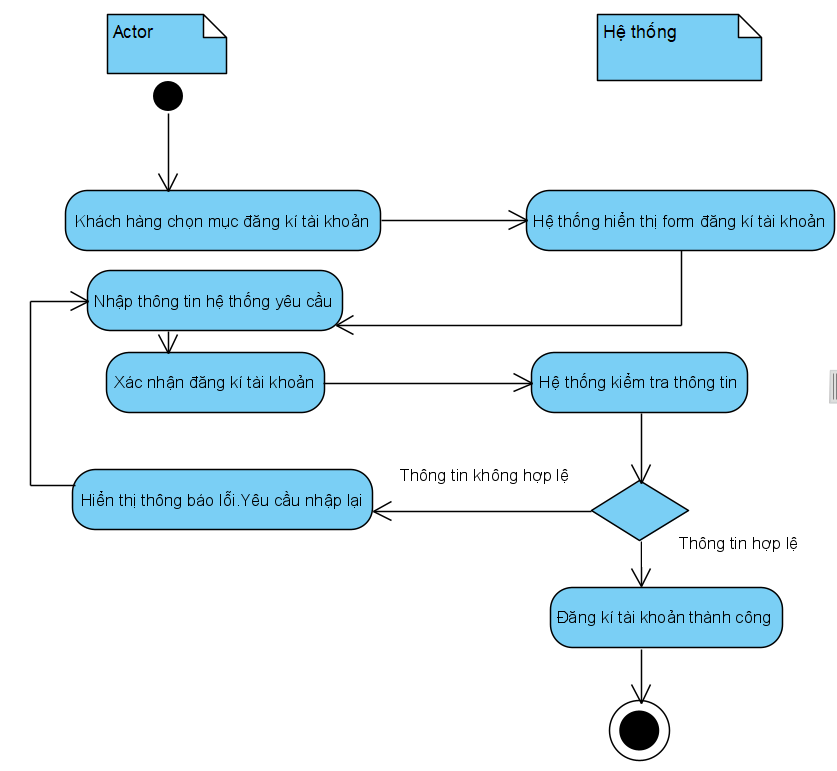 Actor
Hệ thống
Khách hàng chọn mục đăng kí tài khoản
Hệ thống hiển thị form đăng kí tài khoản
Nhập thông tin hệ thống yêu cầu
Xác nhận đăng kí tài khoản
Hệ thống kiểm tra thông tin
Thông tin không hợp lệ
Hiển thị thông báo lỗi.Yêu cầu nhập lại
Thông tin hợp lệ
Đăng kí tài khoản thành công